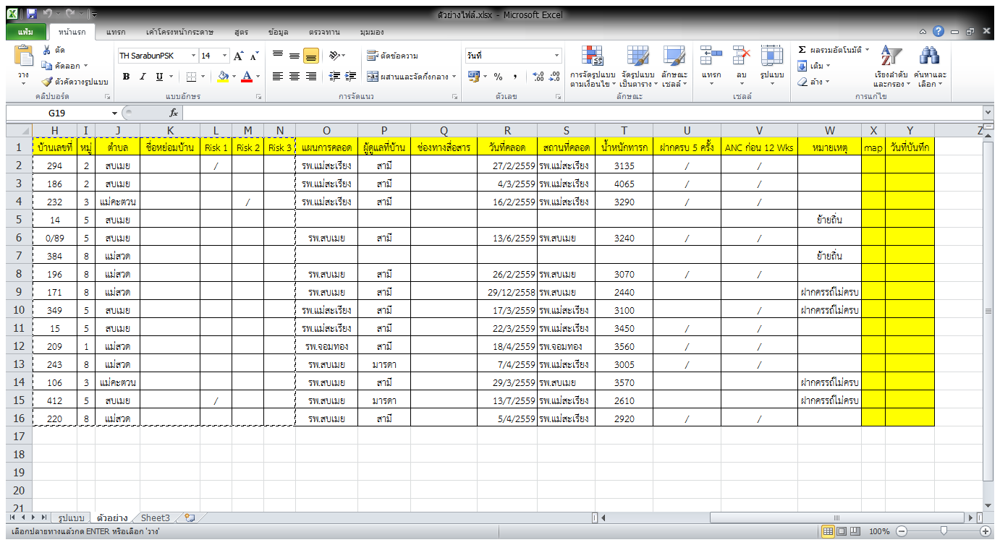 ตัวอย่างไฟล์.xlsx - Microsoft Excel
แฟ้ม หน้าแรก แทรก เค้าโครงหน้ากระดาษ สูตร ข้อมูล ตรวจทาน มุมมอง
วาง ตัด คัดลอก ตัวคัดวางรูปแบบ
TH SarabunPSK 14
ตัดข้อความ
ผสานและจัดกึ่งกลาง
วันที่
การจัดรูปแบบตามเงื่อนไข จัดรูปแบบเป็นตาราง ลักษณะเซลล์
แทรก ลบ รูปแบบ
ผลรวมอัตโนมัติ
เติม
ล้าง
เรียงลำดับและกรอง ค้นหาและเลือก
คลิปบอร์ด แบบอักษร การจัดแนว ตัวเลข ลักษณะ เซลล์ การแก้ไข
G19 fx
H I J K L M N O P Q R S T U V W X Y Z
1 บ้านเลขที่ หมู่ ตำบล ชื่อหย่อมบ้าน Risk 1 Risk 2 Risk 3 แผนการคลอด ผู้ดูแลที่บ้าน ช่องทางสื่อสาร วันที่คลอด สถานที่คลอด น้ำหนักทารก ฝากครบ 5 ครั้ง ANC ก่อน 12 Wks หมายเหตุ map วันที่บันทึก
2 294 2 สบเมย / รพ.แม่สะเรียง สามี 27/2/2559 รพ.แม่สะเรียง 3135 / /
3 186 2 สบเมย รพ.แม่สะเรียง สามี 4/3/2559 รพ.แม่สะเรียง 4065 / /
4 232 3 แม่คะตวน / รพ.แม่สะเรียง สามี 16/2/2559 รพ.แม่สะเรียง 3290 / /
5 14 5 สบเมย ย้ายถิ่น
6 0/89 5 สบเมย รพ.สบเมย สามี 13/6/2559 รพ.สบเมย 3240 / /
7 384 8 แม่สวด ย้ายถิ่น
8 196 8 แม่สวด รพ.สบเมย สามี 26/2/2559 รพ.สบเมย 3070 / /
9 171 8 แม่สวด รพ.สบเมย สามี 29/12/2558 รพ.สบเมย 2440 ฝากครรถ์ไม่ครบ
10 349 5 สบเมย รพ.แม่สะเรียง สามี 17/3/2559 รพ.แม่สะเรียง 3100 / ฝากครรถ์ไม่ครบ
11 15 5 สบเมย รพ.แม่สะเรียง สามี 22/3/2559 รพ.แม่สะเรียง 3450 / /
12 209 1 แม่สวด รพ.จอมทอง สามี 18/4/2559 รพ.จอมทอง 3560 / /
13 243 8 แม่สวด รพ.สบเมย มารดา 7/4/2559 รพ.แม่สะเรียง 3005 / /
14 106 3 แม่คะตวน รพ.สบเมย สามี 29/3/2559 รพ.สบเมย 3570 ฝากครรถ์ไม่ครบ
15 412 5 สบเมย / รพ.สบเมย มารดา 13/7/2559 รพ.แม่สะเรียง 2610 ฝากครรถ์ไม่ครบ
16 220 8 แม่สวด รพ.สบเมย สามี 5/4/2559 รพ.แม่สะเรียง 2920 / /
17
18
19
20
21
รูปแบบ ตัวอย่าง Sheet3
เลือกปลายทางแล้วกด ENTER หรือเลือก 'วาง' 100%